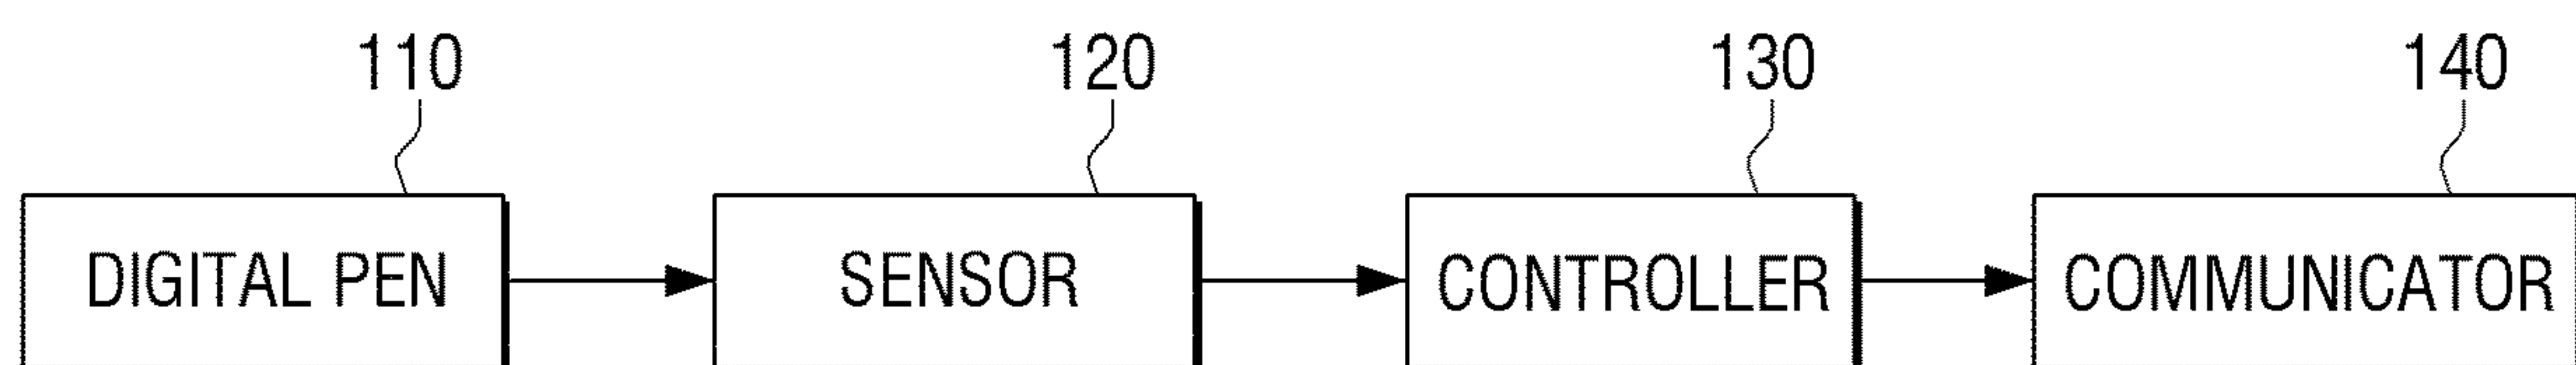 110 120 130 140
DIGITAL PEN SENSOR CONTROLLER COMMUNICATOR